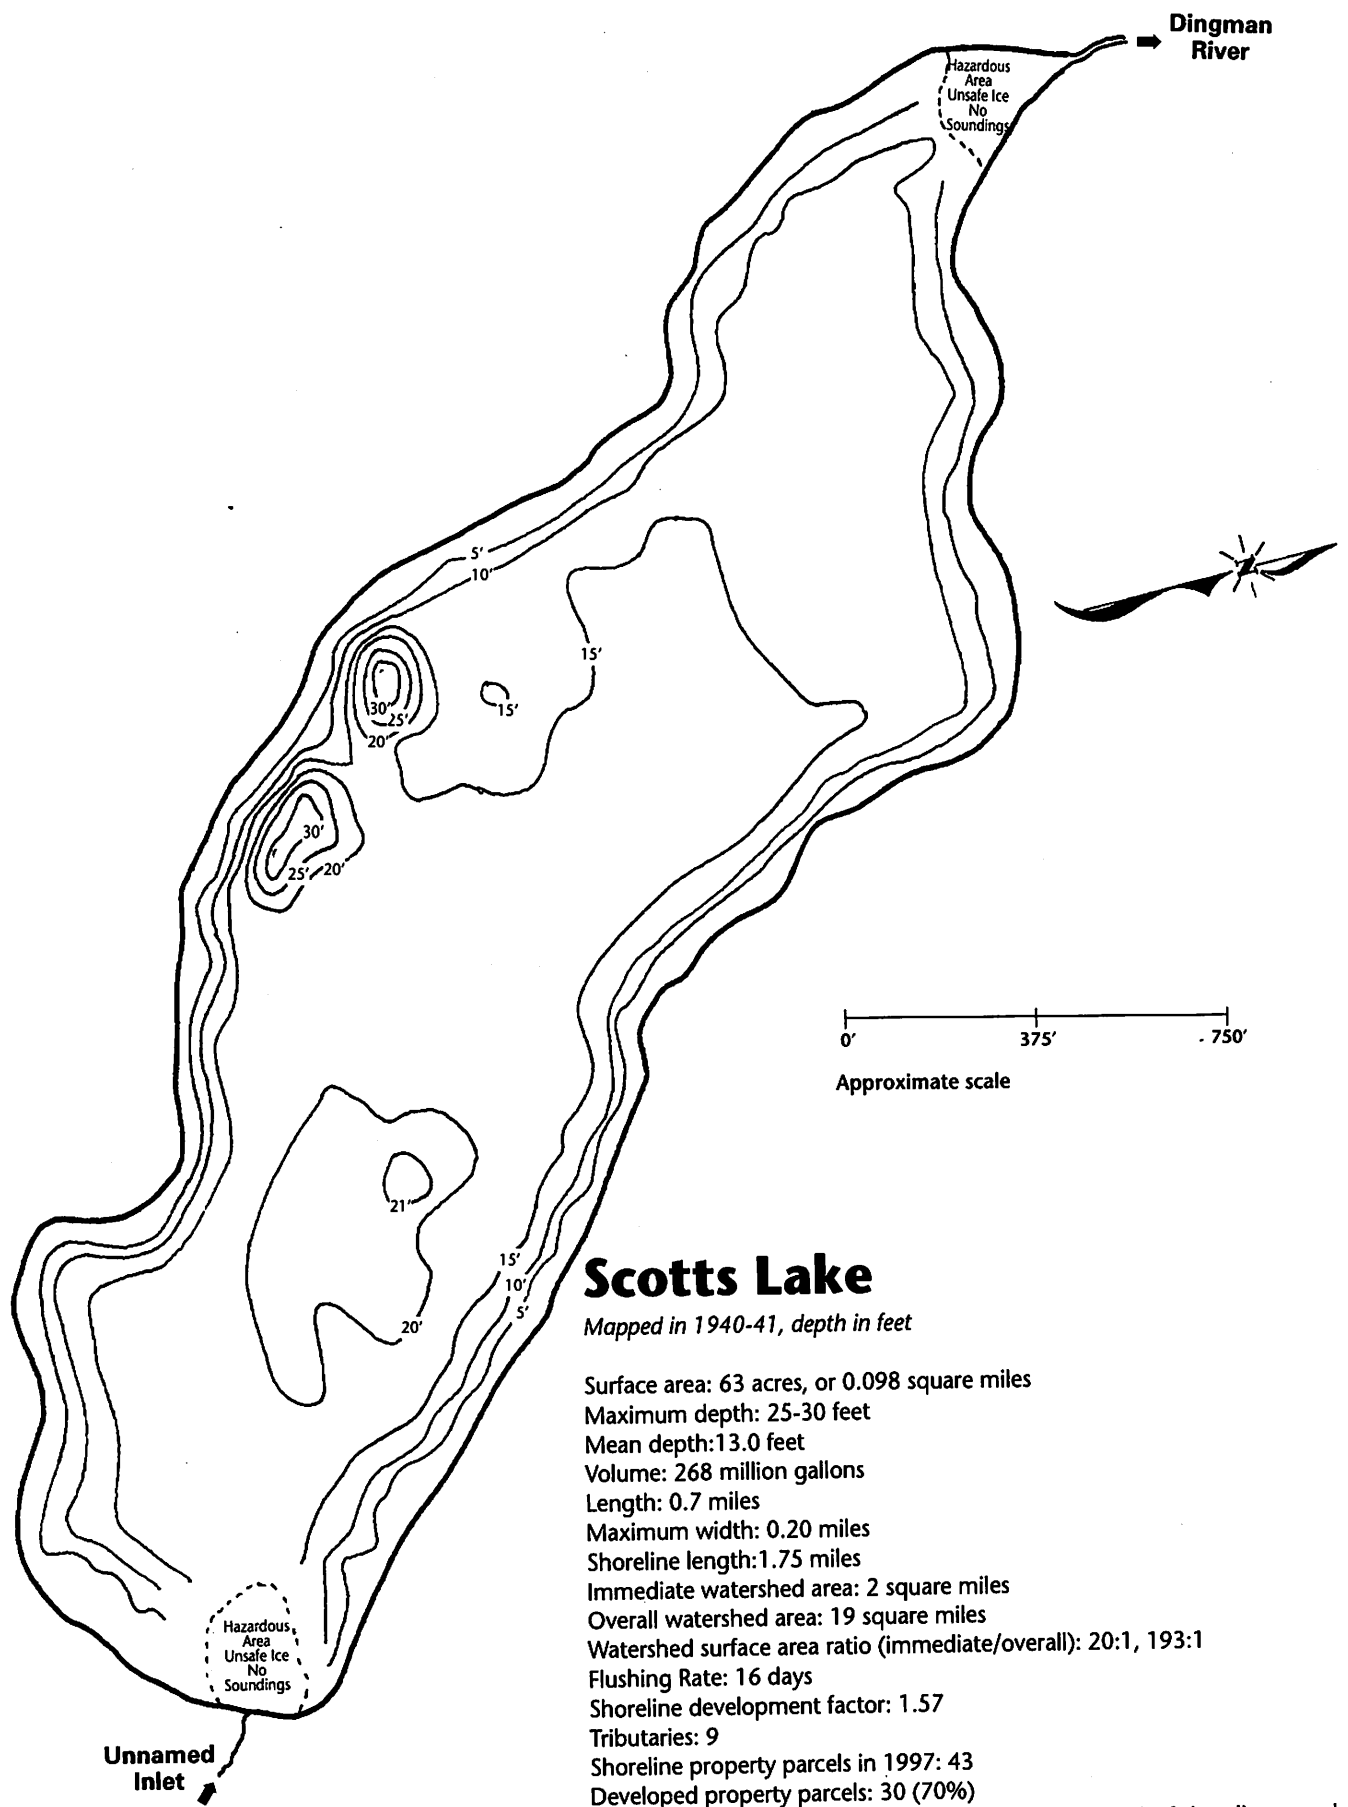 Dingman
River
Hazardous
Area
Unsafe Ice
No
Soundings
5'
10'
15'
30'
25'
20'
15'
30'
25'
20'
Z
0'
375'
750'
Approximate scale
21'
20'
15'
10'
5'
Scotts Lake
Mapped in 1940-41, depth in feet
Surface area: 63 acres, or 0.098 square miles
Maximum depth: 25-30 feet
Mean depth:13.0 feet
Volume: 268 million gallons
Length: 0.7 miles
Maximum width: 0.20 miles
Shoreline length:1.75 miles
Immediate watershed area: 2 square miles
Overall watershed area: 19 square miles
Watershed surface area ratio (immediate/overall): 20:1, 193:1
Flushing Rate: 16 days
Shoreline development factor: 1.57
Tributaries: 9
Shoreline property parcels in 1997: 43
Developed property parcels: 30 (70%)
Hazardous
Area
Unsafe Ice
No
Soundings
Unnamed
Inlet